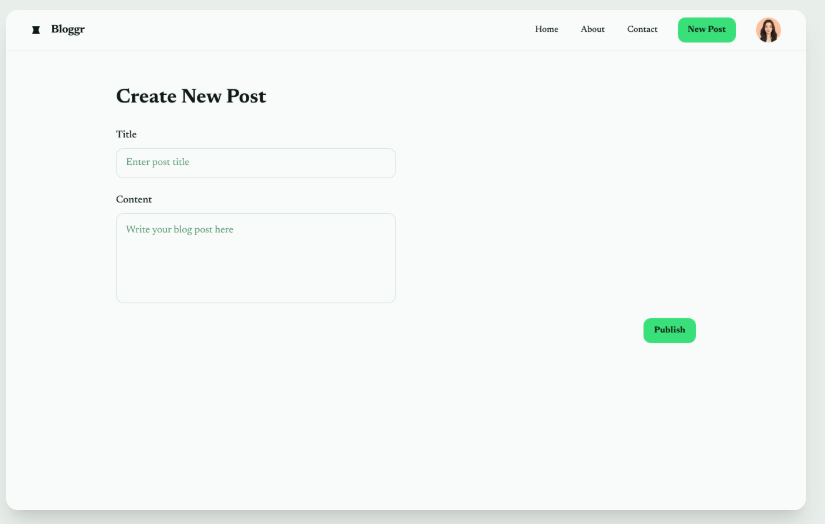 Bloggr
Home About Contact New Post
Create New Post
Title
Enter post title
Content
Write your blog post here
Publish